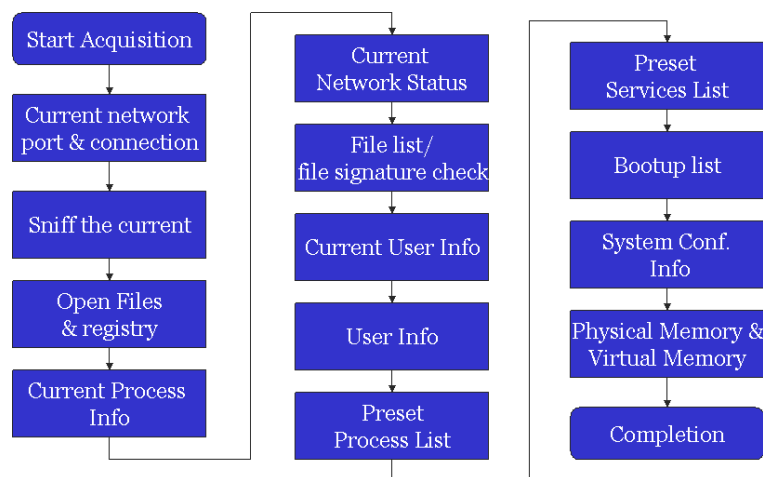 Start Acquisition
Current network
port & connection
Sniff the current
Open Files
& registry
Current Process
Info
Current
Network Status
File list/
file signature check
Current User Info
User Info
Preset
Process List
Preset
Services List
Bootup list
System Conf.
Info
Physical Memory &
Virtual Memory
Completion